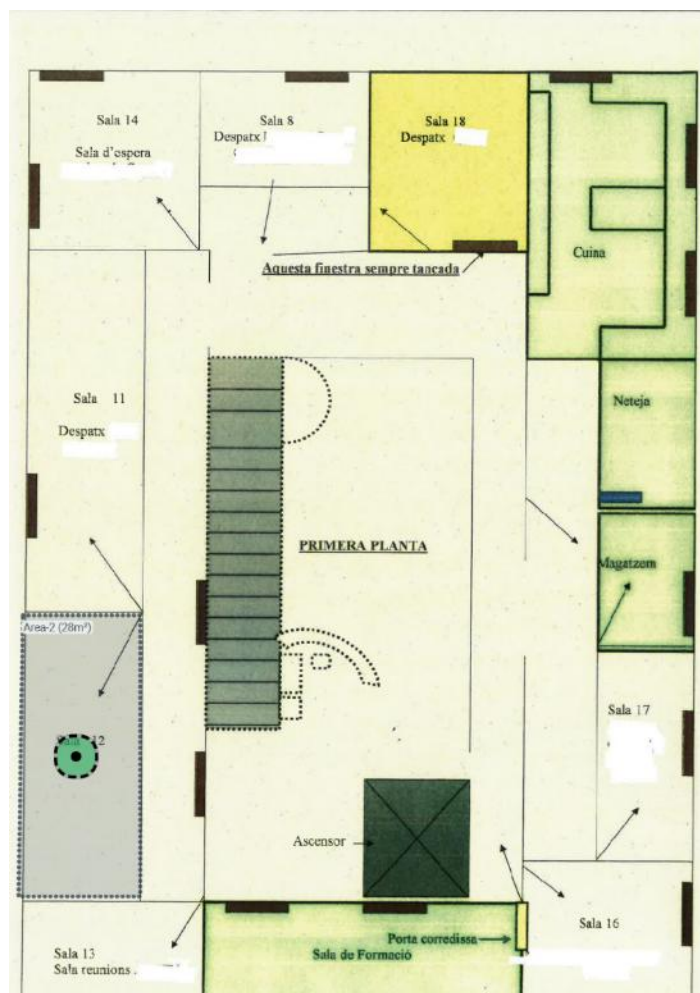 Sala 14
Sala d'espera
Sala 8
Despatx
Sala 18
Despatx
Cuina
Aquesta finestra sempre tancada
Sala 11
Despatx
Neteja
PRIMERA PLANTA
Magatzem
Area-2 (28m²)
Sala 12
Sala 17
Ascensor
Sala 16
Porta corredissa
Sala de Formació
Sala 13
Sala reunions